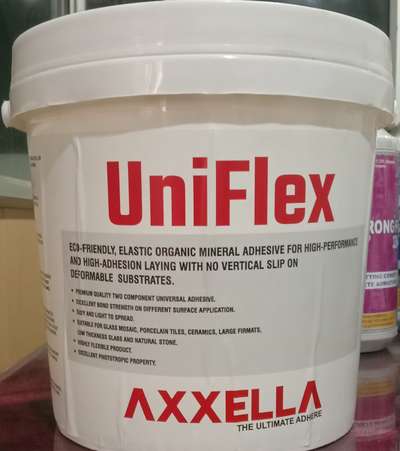 UniFlex
ECO-FRIENDLY, ELASTIC ORGANIC MINERAL ADHESIVE FOR HIGH-PERFORMANCE
AND HIGH-ADHESION LAYING WITH NO VERTICAL SLIP ON
DEFORMABLE SUBSTRATES.
• PREMIUM QUALITY TWO COMPONENT UNIVERSAL ADHESIVE.
• EXCELLENT BOND STRENGTH ON DIFFERENT SURFACE APPLICATION.
• SOFT AND LIGHT TO SPREAD.
• SUITABLE FOR GLASS MOSAIC, PORCELAIN TILES, CERAMICS, LARGE FIRMATS,
LOW THICKNESS SLABS AND NATURAL STONE.
• HIGHLY FLEXIBLE PRODUCT.
• EXCELLENT PHOTOTROPIC PROPERTY.
AXXELLA
THE ULTIMATE ADHERE